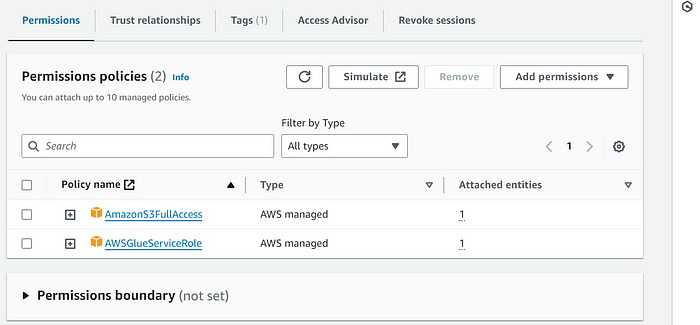 Permissions Trust relationships Tags (1) Access Advisor Revoke sessions
Permissions policies (2) Info
Simulate Remove Add permissions
You can attach up to 10 managed policies.
Filter by Type
Search All types 1
Policy name Type Attached entities
AmazonS3FullAccess AWS managed 1
AWSGlueServiceRole AWS managed 1
Permissions boundary (not set)